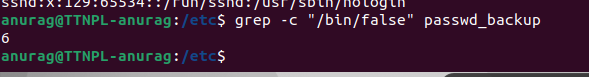 sshd:x:129:65534::/run/sshd:/usr/sbin/nologin
anurag@TTNPL-anurag:/etc$ grep -c "/bin/false" passwd_backup
6
anurag@TTNPL-anurag:/etc$